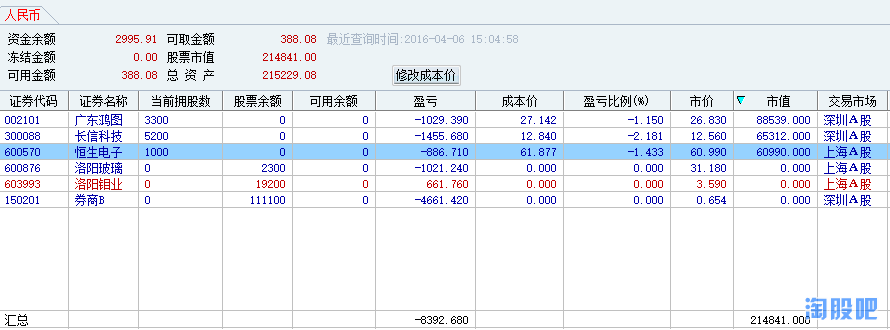 人民币
资金余额 2995.91 可取金额 388.08 最近查询时间:2016-04-06 15:04:58
冻结金额 0.00 股票市值 214841.00
可用金额 388.08 总 资 产 215229.08 修改成本价
证券代码 证券名称 当前拥股数 股票余额 可用余额 盈亏 成本价 盈亏比例(%) 市价 市值 交易市场
002101 广东鸿图 3300 0 0 -1029.390 27.142 -1.150 26.830 88539.000 深圳A股
300088 长信科技 5200 0 0 -1455.680 12.840 -2.181 12.560 65312.000 深圳A股
600570 恒生电子 1000 0 0 -886.710 61.877 -1.433 60.990 60990.000 上海A股
600876 洛阳玻璃 0 2300 0 -1021.240 0.000 0.000 31.180 0.000 上海A股
603993 洛阳钼业 0 19200 0 661.760 0.000 0.000 3.590 0.000 上海A股
150201 券商B 0 111100 0 -4661.420 0.000 0.000 0.654 0.000 深圳A股
汇总 -8392.680 214841.000
淘股吧